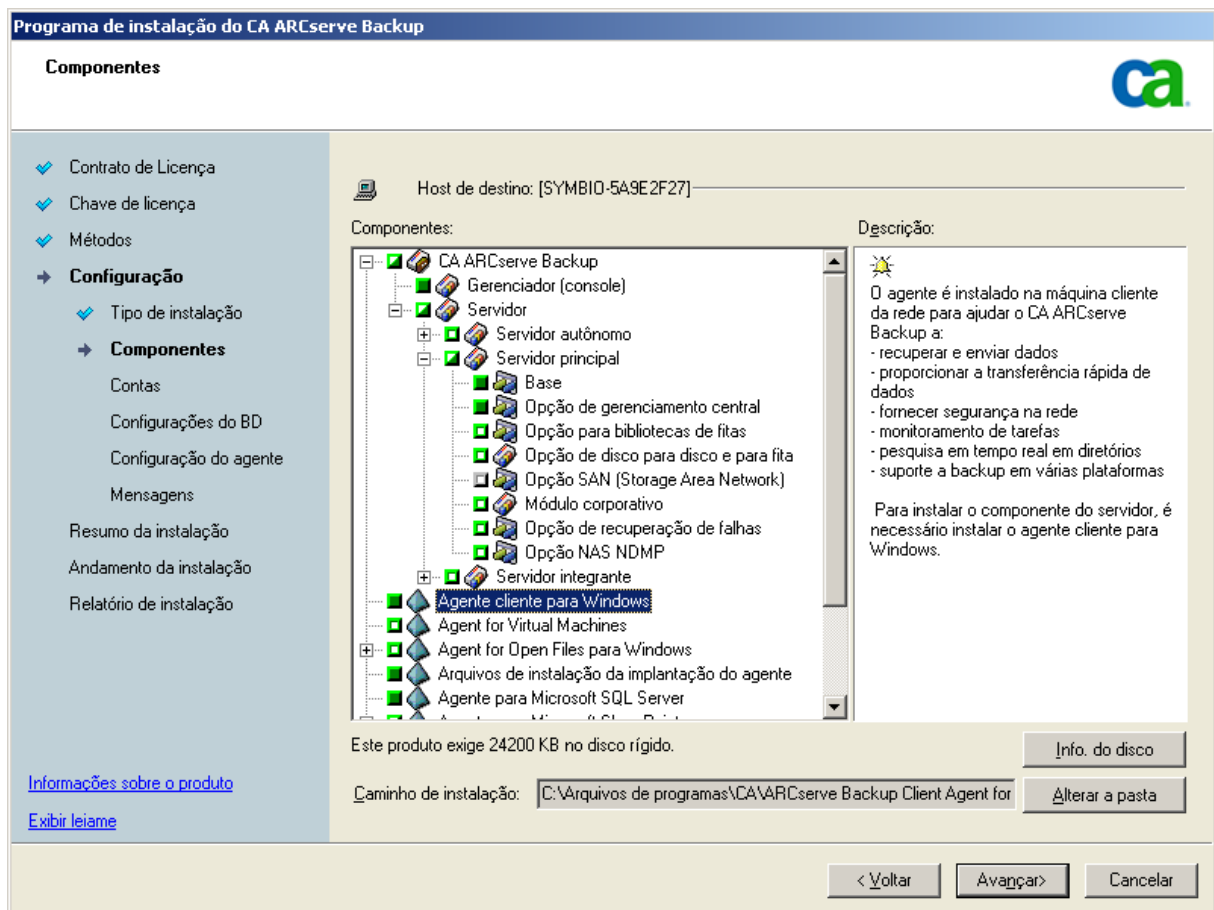 Programa de instalação do CA ARCserve Backup
Componentes
ca
Contrato de Licença
Chave de licença
Métodos
Configuração
Tipo de instalação
Componentes
Contas
Configurações do BD
Configuração do agente
Mensagens
Resumo da instalação
Andamento da instalação
Relatório de instalação
Informações sobre o produto
Exibir leiame
Host de destino: [SYMBIO-5A9E2F27]
Componentes:
CA ARCserve Backup
Gerenciador (console)
Servidor
Servidor autônomo
Servidor principal
Base
Opção de gerenciamento central
Opção para bibliotecas de fitas
Opção de disco para disco e para fita
Opção SAN (Storage Area Network)
Módulo corporativo
Opção de recuperação de falhas
Opção NAS NDMP
Servidor integrante
Agente cliente para Windows
Agent for Virtual Machines
Agent for Open Files para Windows
Arquivos de instalação da implantação do agente
Agente para Microsoft SQL Server
Descrição:
O agente é instalado na máquina cliente
da rede para ajudar o CA ARCserve
Backup a:
- recuperar e enviar dados
- proporcionar a transferência rápida de
dados
- fornecer segurança na rede
- monitoramento de tarefas
- pesquisa em tempo real em diretórios
- suporte a backup em várias plataformas
Para instalar o componente do servidor, é
necessário instalar o agente cliente para
Windows.
Este produto exige 24200 KB no disco rígido.
Info. do disco
Caminho de instalação:
C:\Arquivos de programas\CA\ARCserve Backup Client Agent for
Alterar a pasta
< Voltar
Avançar>
Cancelar